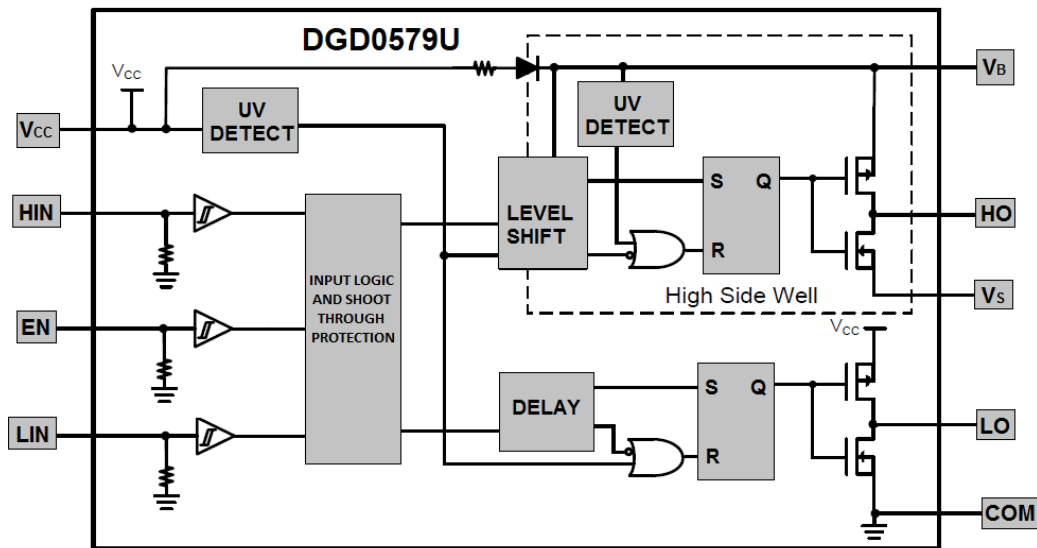 DGD0579U
VCC
VB
UV
DETECT
UV
DETECT
VCC
HIN
S
Q
LEVEL
SHIFT
HO
R
INPUT LOGIC
AND SHOOT
THROUGH
PROTECTION
High Side Well
VS
EN
VCC
S
Q
DELAY
LIN
LO
R
COM